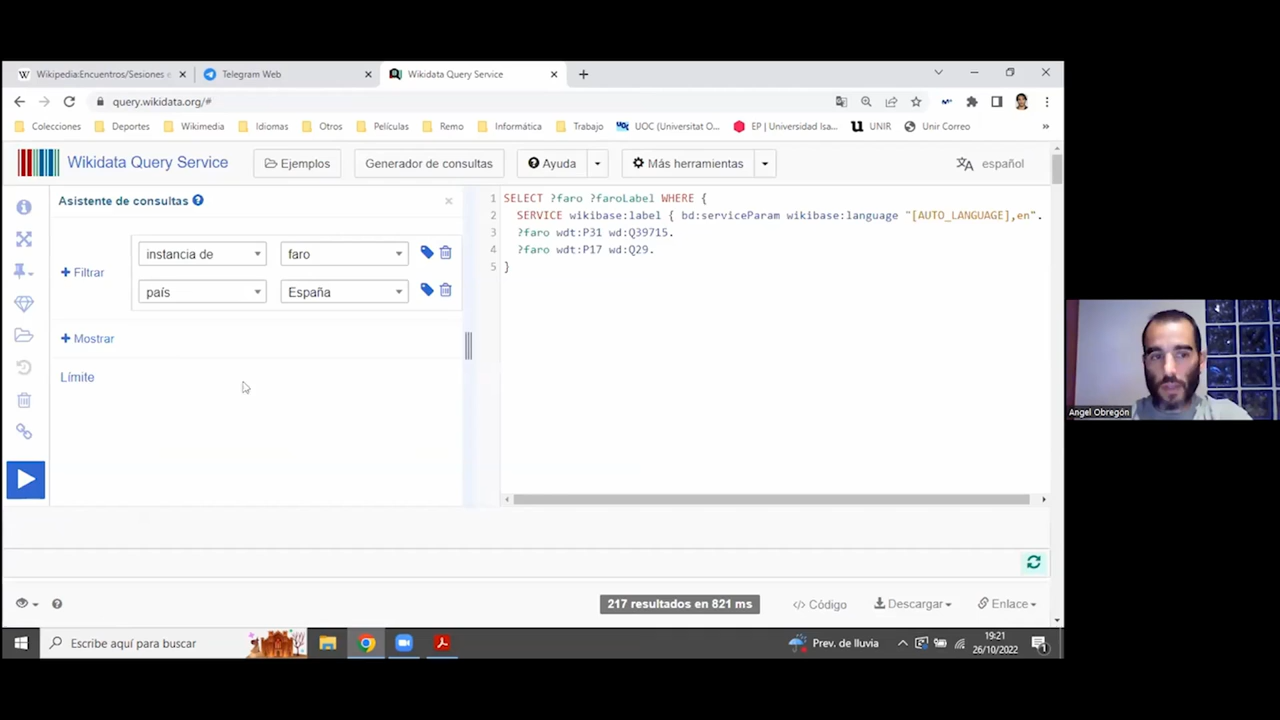 Wikipedia:Encuentros/Sesiones
Telegram Web
Wikidata Query Service
query.wikidata.org/#
Colecciones
Deportes
Wikimedia
Idiomas
Otros
Películas
Remo
Informática
Trabajo
UOC (Universitat O...
EP | Universidad Isa...
UNIR
Unir Correo
»
Wikidata Query Service
Ejemplos
Generador de consultas
Ayuda
Más herramientas
español
Asistente de consultas
+ Filtrar
instancia de
faro
país
España
+ Mostrar
Límite
1 SELECT ?faro ?faroLabel WHERE {
2 SERVICE wikibase:label { bd:serviceParam wikibase:language "[AUTO_LANGUAGE],en".
3 ?faro wdt:P31 wd:Q39715.
4 ?faro wdt:P17 wd:Q29.
5 }
217 resultados en 821 ms
</> Código
Descargar
Enlace
Escribe aquí para buscar
Prev. de lluvia
19:21
26/10/2022
1
Angel Obregón